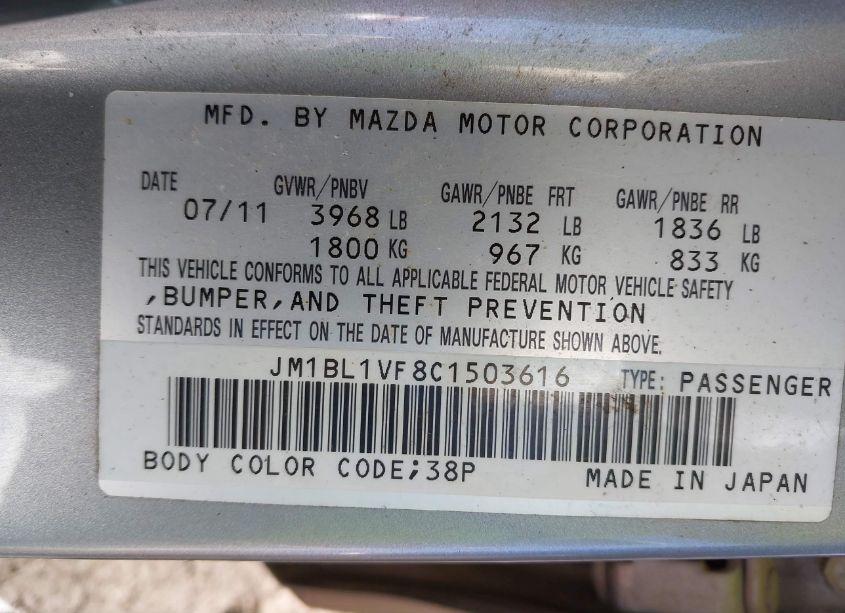 MFD. BY MAZDA MOTOR CORPORATION
DATE GVWR/PNBV GAWR/PNBE FRT GAWR/PNBE RR
07/11 3968 LB 2132 LB 1836 LB
1800 KG 967 KG 833 KG
THIS VEHICLE CONFORMS TO ALL APPLICABLE FEDERAL MOTOR VEHICLE SAFETY
,BUMPER,AND THEFT PREVENTION
STANDARDS IN EFFECT ON THE DATE OF MANUFACTURE SHOWN ABOVE.
JM1BL1VF8C1503616 TYPE: PASSENGER
BODY COLOR CODE;38P MADE IN JAPAN